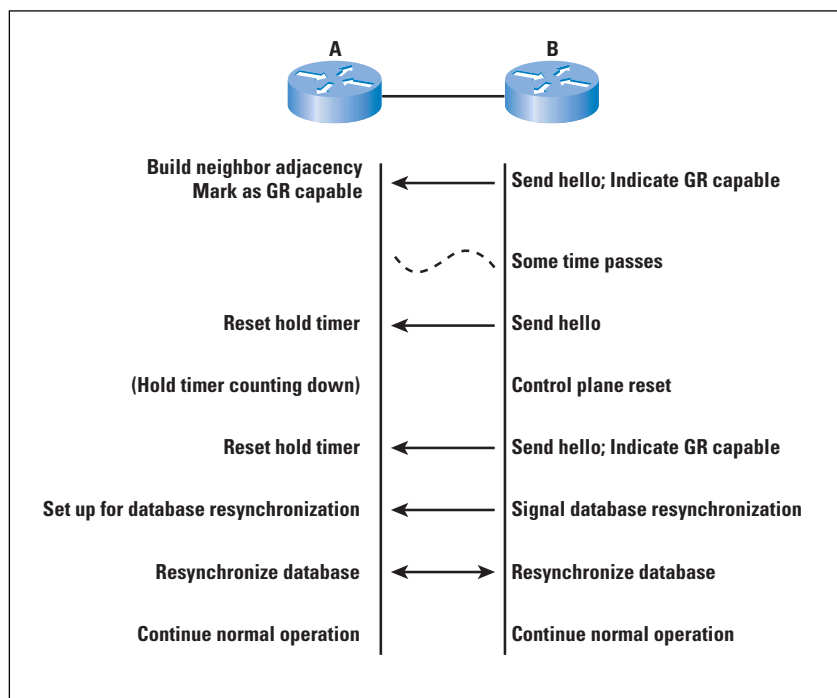 A
B
Build neighbor adjacency
Mark as GR capable
Send hello; Indicate GR capable
Some time passes
Reset hold timer
Send hello
(Hold timer counting down)
Control plane reset
Reset hold timer
Send hello; Indicate GR capable
Set up for database resynchronization
Signal database resynchronization
Resynchronize database
Resynchronize database
Continue normal operation
Continue normal operation